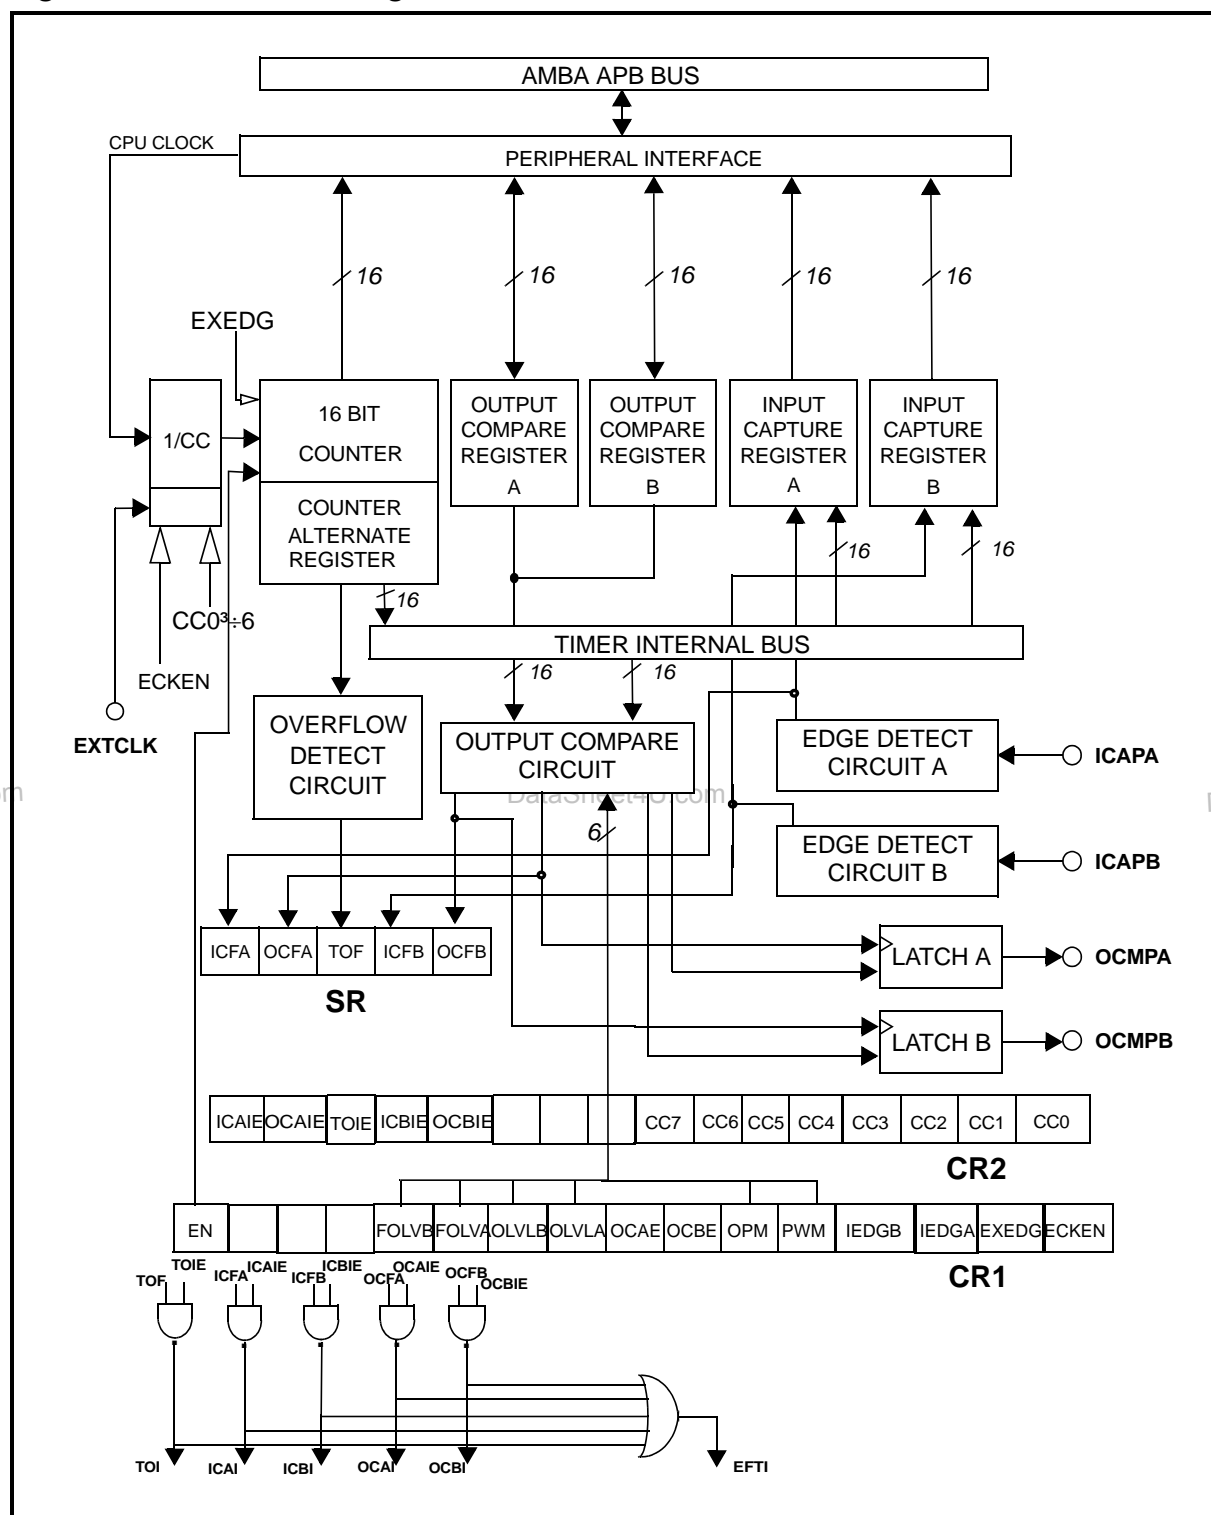 AMBA APB BUS
CPU CLOCK
PERIPHERAL INTERFACE
16 16 16 16 16
EXEDG
1/CC
16 BIT
COUNTER
COUNTER
ALTERNATE
REGISTER
OUTPUT
COMPARE
REGISTER
A
OUTPUT
COMPARE
REGISTER
B
INPUT
CAPTURE
REGISTER
A
INPUT
CAPTURE
REGISTER
B
16 16
16
CC0³÷6
TIMER INTERNAL BUS
ECKEN
16 16
EXTCLK
OVERFLOW
DETECT
CIRCUIT
OUTPUT COMPARE
CIRCUIT
EDGE DETECT
CIRCUIT A
ICAPA
DataSheet4U.com
6
EDGE DETECT
CIRCUIT B
ICAPB
ICFA OCFA TOF ICFB OCFB
SR
LATCH A
OCMPA
LATCH B
OCMPB
ICAIE OCAIE TOIE ICBIE OCBIE CC7 CC6 CC5 CC4 CC3 CC2 CC1 CC0
CR2
EN FOLVB FOLVA OLVLB OLVLA OCAE OCBE OPM PWM IEDGB IEDGA EXEDG ECKEN
CR1
TOF TOIE ICFA ICAIE ICFB ICBIE OCFA OCAIE OCFB OCBIE
TOI ICAI ICBI OCAI OCBI EFTI